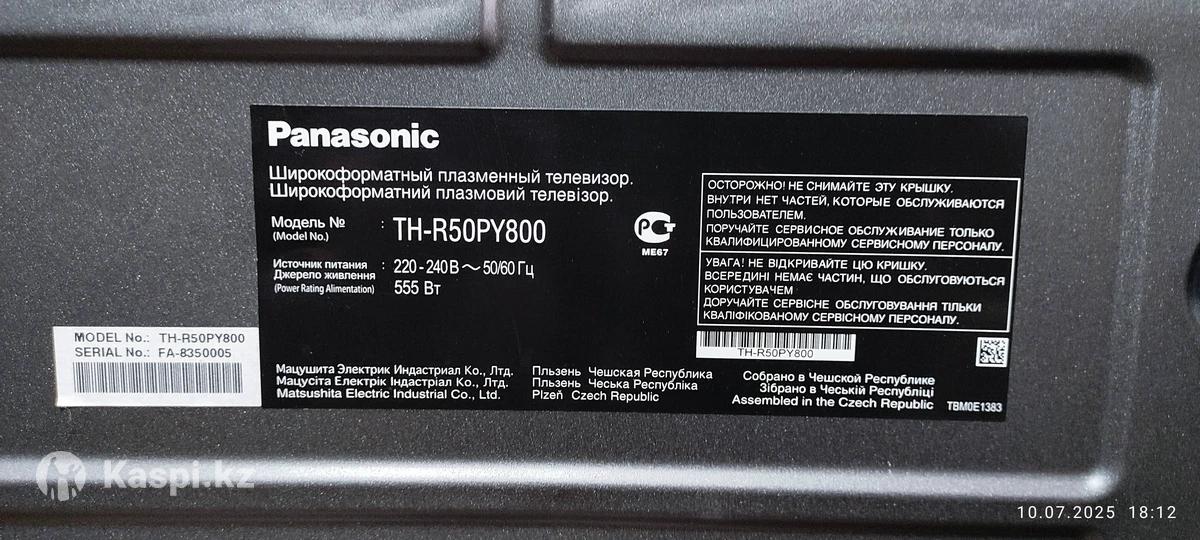 Panasonic
Широкоформатный плазменный телевизор.
Широкоформатний плазмовий телевізор.
Модель № : TH-R50PY800
(Model No.)
Источник питания : 220-240 В ~ 50/60 Гц
Джерело живлення 555 Вт
(Power Rating Alimentation)
PCT
ME67
ОСТОРОЖНО! НЕ СНИМАЙТЕ ЭТУ КРЫШКУ.
ВНУТРИ НЕТ ЧАСТЕЙ, КОТОРЫЕ ОБСЛУЖИВАЮТСЯ
ПОЛЬЗОВАТЕЛЕМ.
ПОРУЧАЙТЕ СЕРВИСНОЕ ОБСЛУЖИВАНИЕ ТОЛЬКО
КВАЛИФИЦИРОВАННОМУ СЕРВИСНОМУ ПЕРСОНАЛУ.
УВАГА! НЕ ВІДКРИВАЙТЕ ЦЮ КРИШКУ.
ВСЕРЕДИНІ НЕМАЄ ЧАСТИН, ЩО ОБСЛУГОВУЮТЬСЯ
КОРИСТУВАЧЕМ
ДОРУЧАЙТЕ СЕРВІСНЕ ОБСЛУГОВУВАННЯ ТІЛЬКИ
КВАЛІФІКОВАНОМУ СЕРВІСНОМУ ПЕРСОНАЛУ.
TH-R50PY800
MODEL No.: TH-R50PY800
SERIAL No.: FA-8350005
Мацушита Электрик Индастриал Ко., Лтд.
Мацусіта Електрік Індастріал Ко., Лтд.
Matsushita Electric Industrial Co., Ltd.
Пльзень Чешская Республика
Пльзень Чеська Республіка
Plzeň Czech Republic
Собрано в Чешской Республике
Зібрано в Чеській Республіці
Assembled in the Czech Republic
TBM0E1383
Kaspi.kz
10.07.2025 18:12